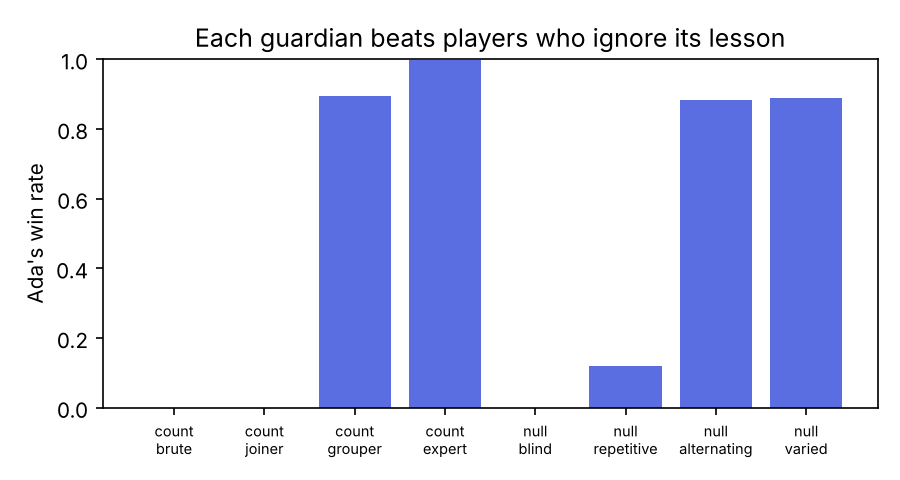 Each guardian beats players who ignore its lesson
Ada's win rate
1.0
0.8
0.6
0.4
0.2
0.0
count
brute
count
joiner
count
grouper
count
expert
null
blind
null
repetitive
null
alternating
null
varied